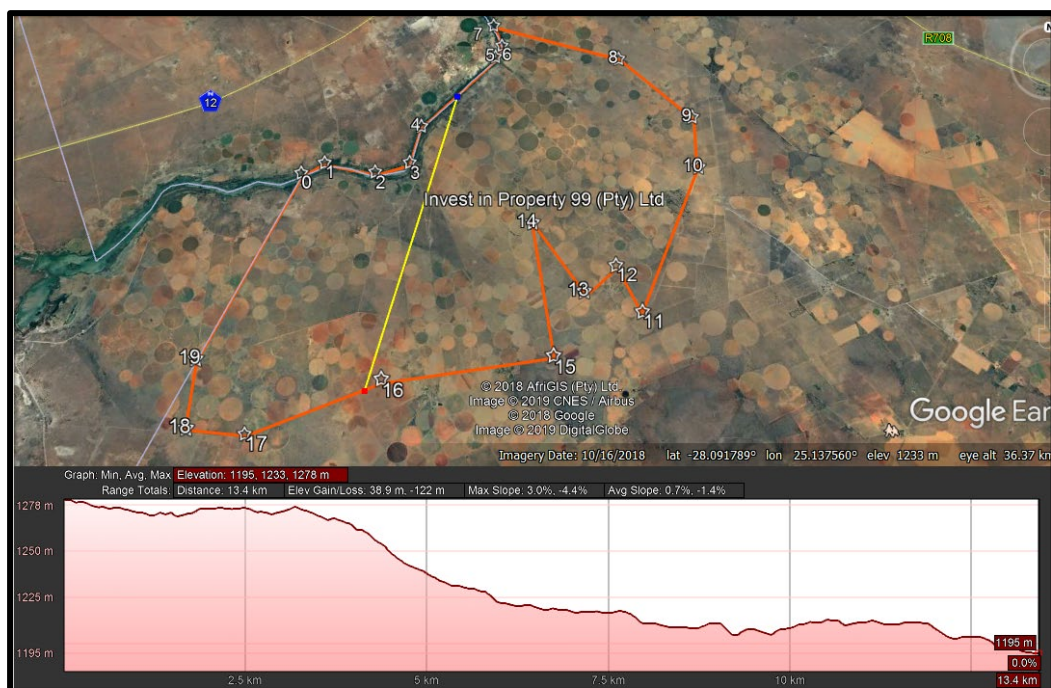 7
R708
8
5 6
12
9
4
10
0 1 2 3
Invest in Property 99 (Pty) Ltd
14
12
13
11
19
15
16
© 2018 AfriGIS (Pty) Ltd.
Image © 2019 CNES / Airbus
© 2018 Google
Image © 2019 DigitalGlobe
Google Ear
18
17
Imagery Date: 10/16/2018 lat -28.091789° lon 25.137560° elev 1233 m eye alt 36.37 km
Graph: Min, Avg, Max Elevation: 1195, 1233, 1278 m
Range Totals: Distance: 13.4 km Elev Gain/Loss: 38.9 m, -122 m Max Slope: 3.0%, -4.4% Avg Slope: 0.7%, -1.4%
1278 m
1250 m
1225 m
1195 m
1195 m
0.0%
2.5 km 5 km 7.5 km 10 km 13.4 km